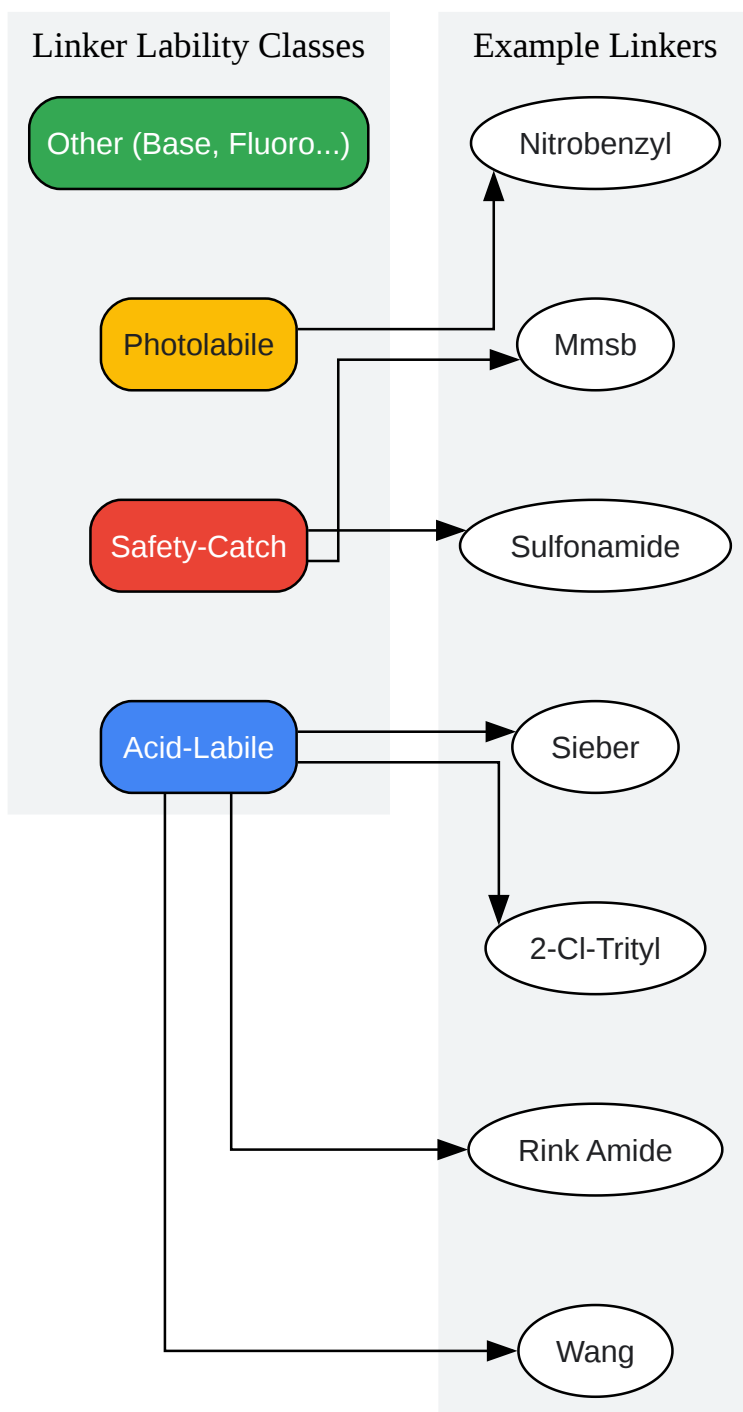 Linker Lability Classes
Other (Base, Fluoro...)
Photolabile
Safety-Catch
Acid-Labile
Example Linkers
Nitrobenzyl
Mmsb
Sulfonamide
Sieber
2-Cl-Trityl
Rink Amide
Wang